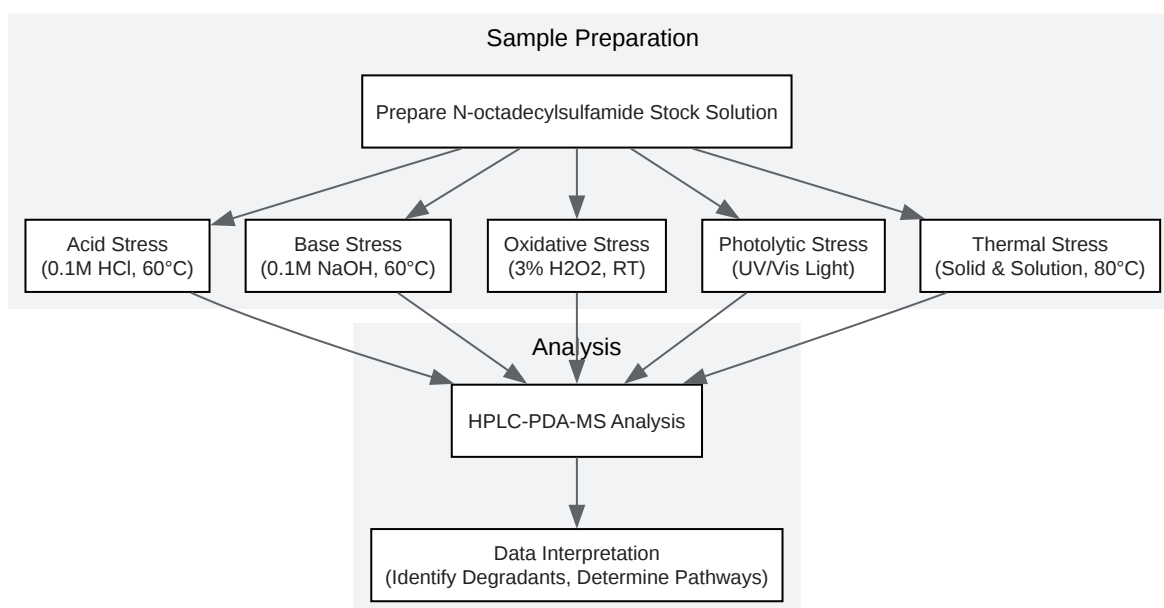 Sample Preparation
Prepare N-octadecylsulfamide Stock Solution
Acid Stress
(0.1M HCl, 60°C)
Base Stress
(0.1M NaOH, 60°C)
Oxidative Stress
(3% H2O2, RT)
Photolytic Stress
(UV/Vis Light)
Thermal Stress
(Solid & Solution, 80°C)
Analysis
HPLC-PDA-MS Analysis
Data Interpretation
(Identify Degradants, Determine Pathways)